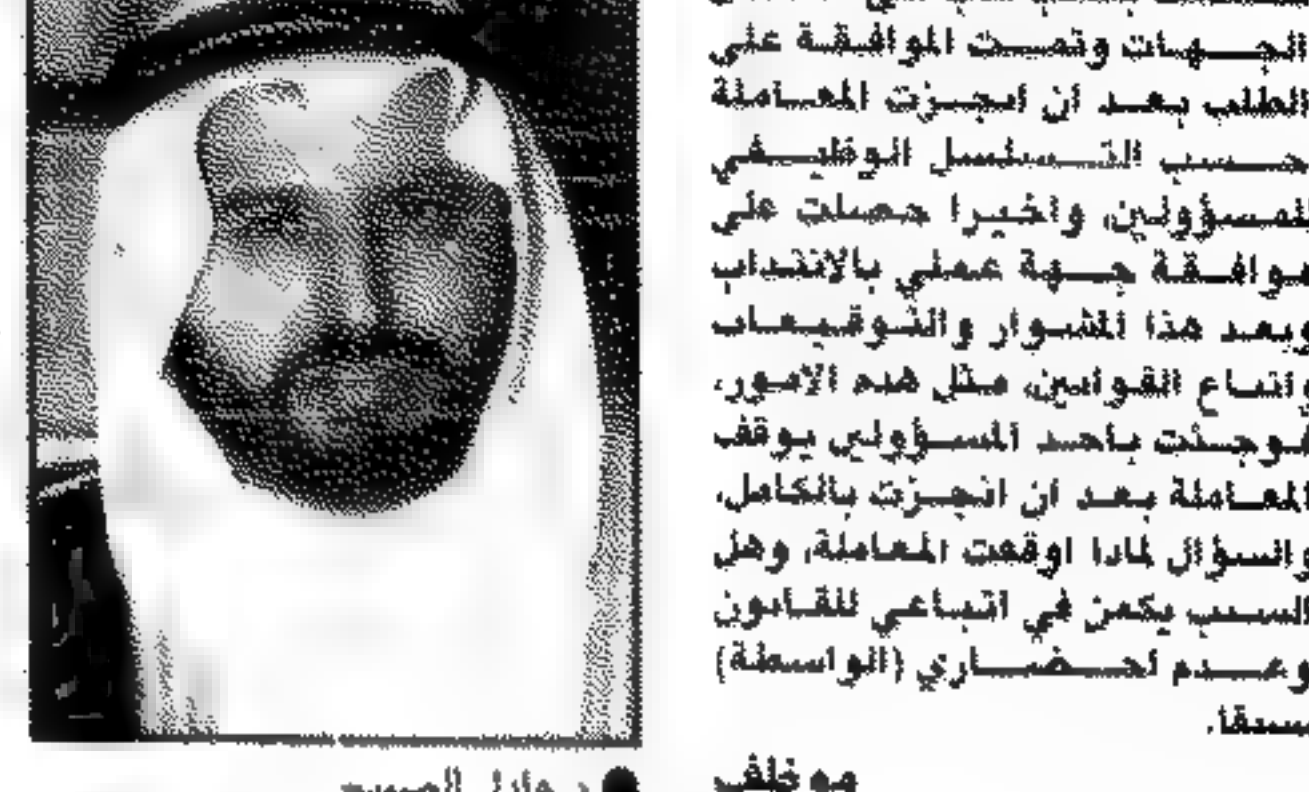 الجهات وتمت الموافقة على
الطلب بعد ان انجزت المعاملة
حسب التسلسل الوظيفي
للمسؤولين، واخيرا حصلت على
موافقة جهة عملي بالانتداب
وبعد هذا المشوار والتوقيعات
واتباع القوانين، مثل هذه الامور،
فوجئت باحد المسؤولين يوقف
المعاملة بعد ان انجزت بالكامل،
والسؤال لماذا اوقفت المعاملة، وهل
السبب يكمن في اتباعي للقانون
وعدم احضاري (الواسطة)
مسبقا.
موظف
● د. عادل الصبيح